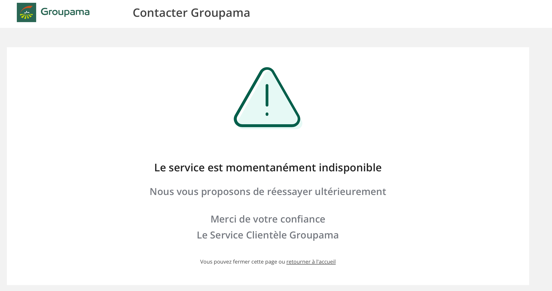 Groupama
Contacter Groupama
Le service est momentanément indisponible
Nous vous proposons de réessayer ultérieurement
Merci de votre confiance
Le Service Clientèle Groupama
Vous pouvez fermer cette page ou retourner à l'accueil